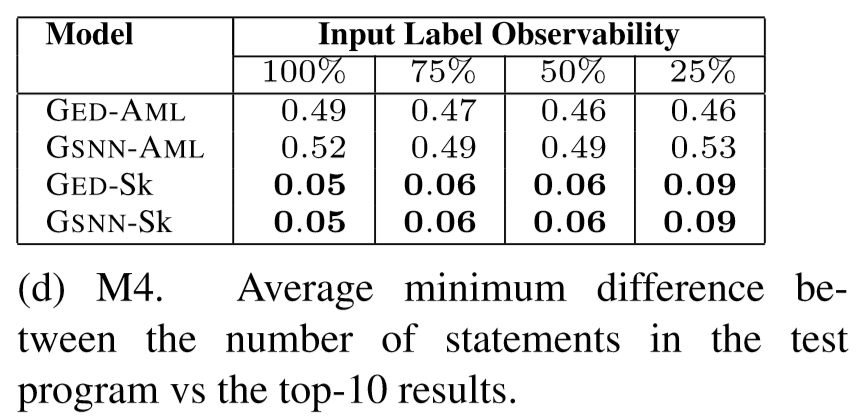 Model Input Label Observability
100% 75% 50% 25%
GED-AML 0.49 0.47 0.46 0.46
GSNN-AML 0.52 0.49 0.49 0.53
GED-SK 0.05 0.06 0.06 0.09
GSNN-SK 0.05 0.06 0.06 0.09
(d) M4. Average minimum difference be-
tween the number of statements in the test
program vs the top-10 results.